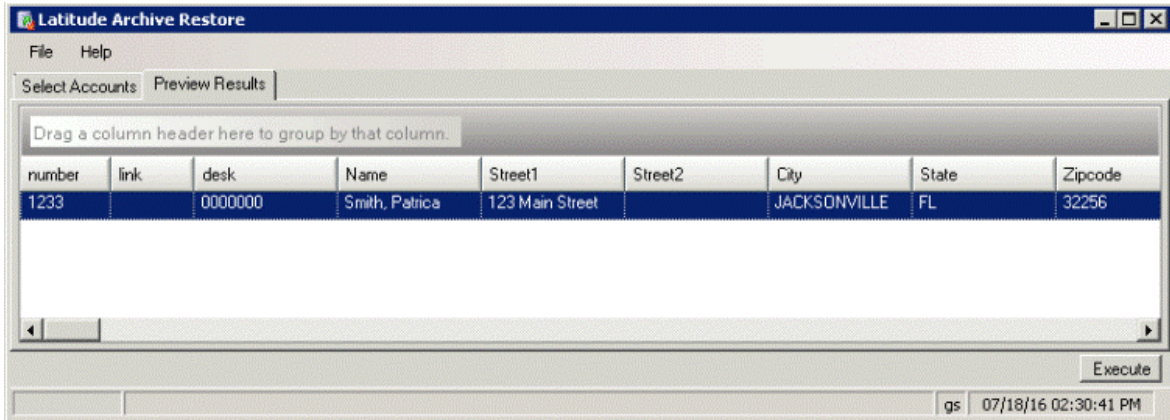 Latitude Archive Restore
File Help
Select Accounts Preview Results
Drag a column header here to group by that column.
number link desk Name Street1 Street2 City State Zipcode
1233 0000000 Smith, Patrica 123 Main Street JACKSONVILLE FL 32256
Execute
gs 07/18/16 02:30:41 PM